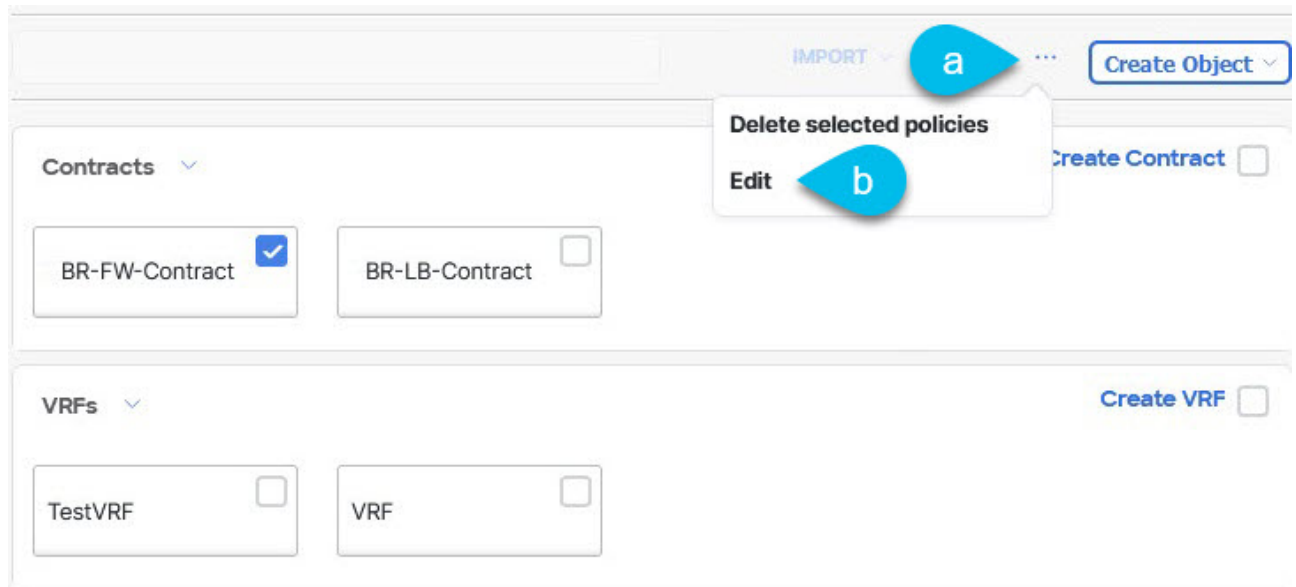 IMPORT
a
...
Create Object
Delete selected policies
Edit
b
Contracts
Create Contract
BR-FW-Contract
BR-LB-Contract
VRFs
Create VRF
TestVRF
VRF